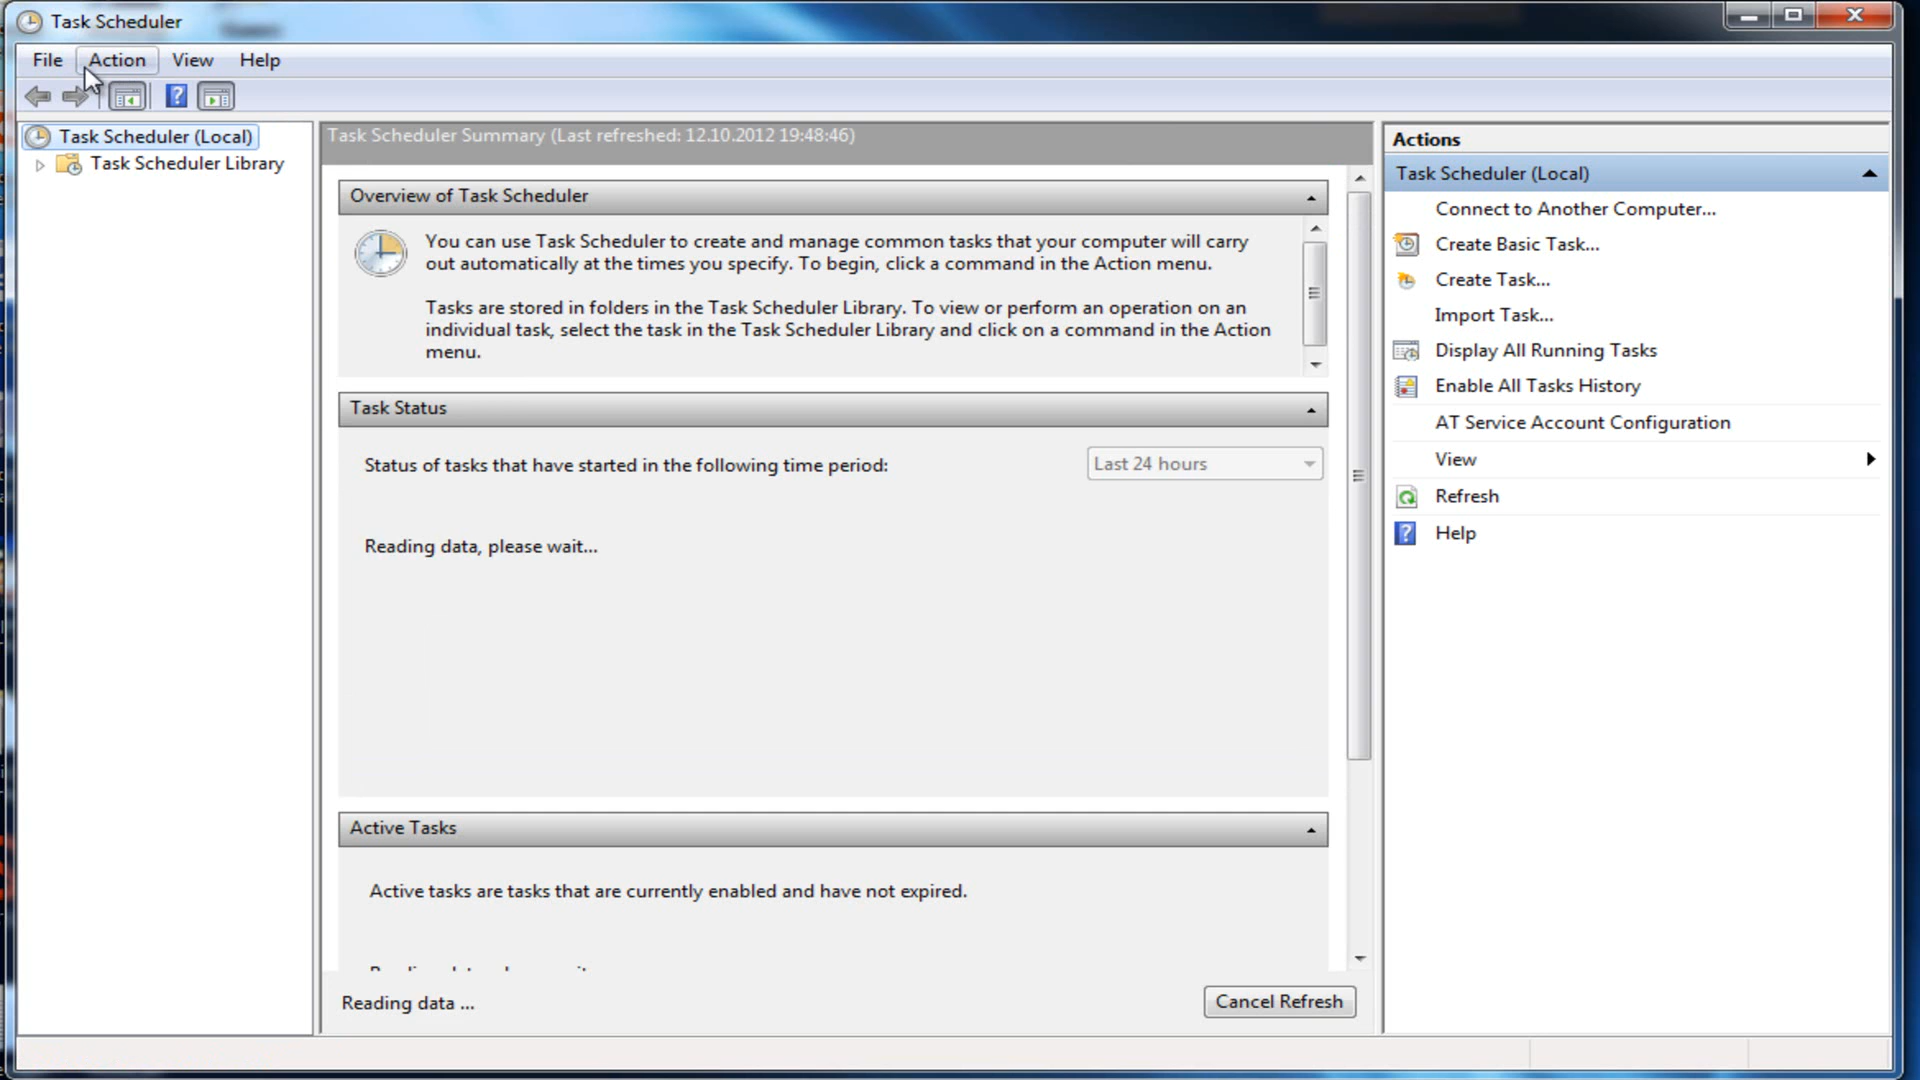 Task Scheduler
File Action View Help
Task Scheduler (Local)
Task Scheduler Library
Task Scheduler Summary (Last refreshed: 12.10.2012 19:48:46)
Overview of Task Scheduler
You can use Task Scheduler to create and manage common tasks that your computer will carry
out automatically at the times you specify. To begin, click a command in the Action menu.
Tasks are stored in folders in the Task Scheduler Library. To view or perform an operation on an
individual task, select the task in the Task Scheduler Library and click on a command in the Action
menu.
Task Status
Status of tasks that have started in the following time period:
Last 24 hours
Reading data, please wait...
Active Tasks
Active tasks are tasks that are currently enabled and have not expired.
Reading data ...
Cancel Refresh
Actions
Task Scheduler (Local)
Connect to Another Computer...
Create Basic Task...
Create Task...
Import Task...
Display All Running Tasks
Enable All Tasks History
AT Service Account Configuration
View
Refresh
Help